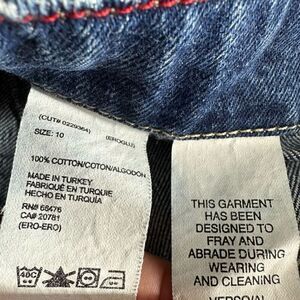 (CUT# 0229364)
(EROGLU)
SIZE: 10
100% COTTON/COTON/ALGODON
MADE IN TURKEY
FABRIQUÉ EN TURQUIE
HECHO EN TURQUÍA
RN# 68476
CA# 20781
(ERO-ERO)
40C
THIS GARMENT
HAS BEEN
DESIGNED TO
FRAY AND
ABRADE DURING
WEARING
AND CLEANING